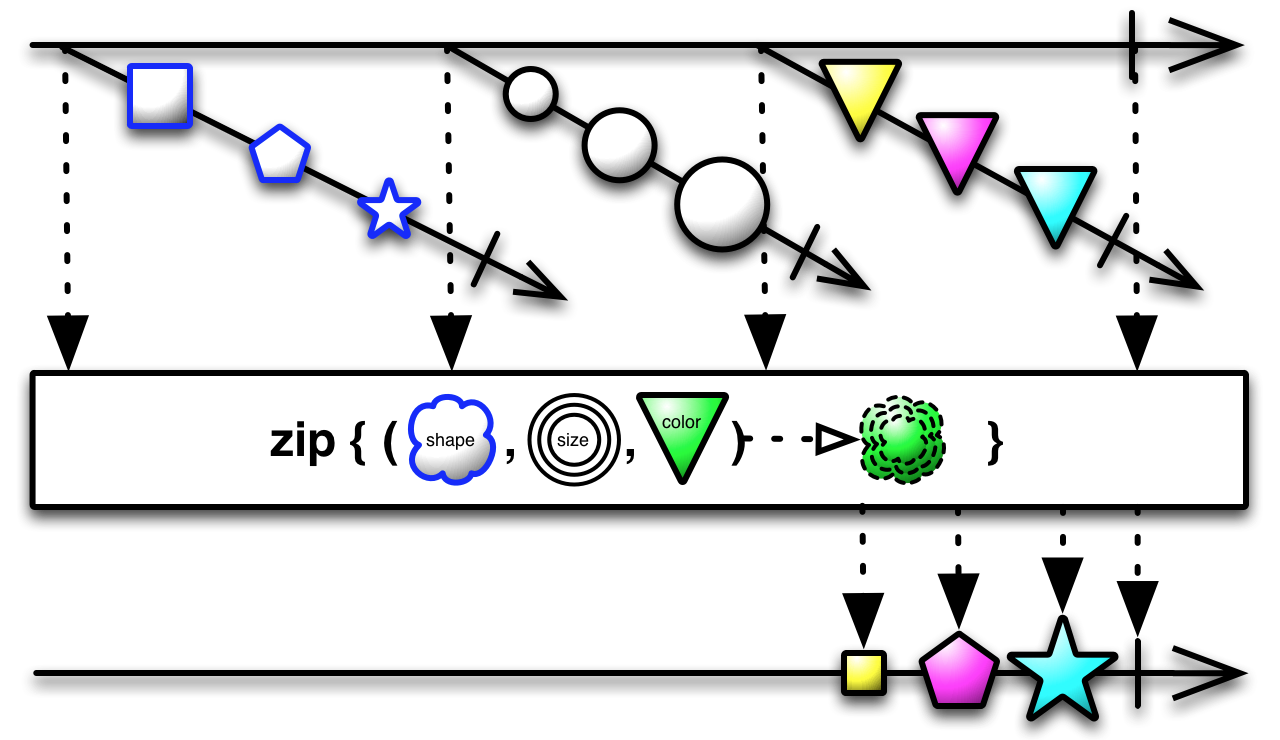 zip { ( shape , size , color ) }